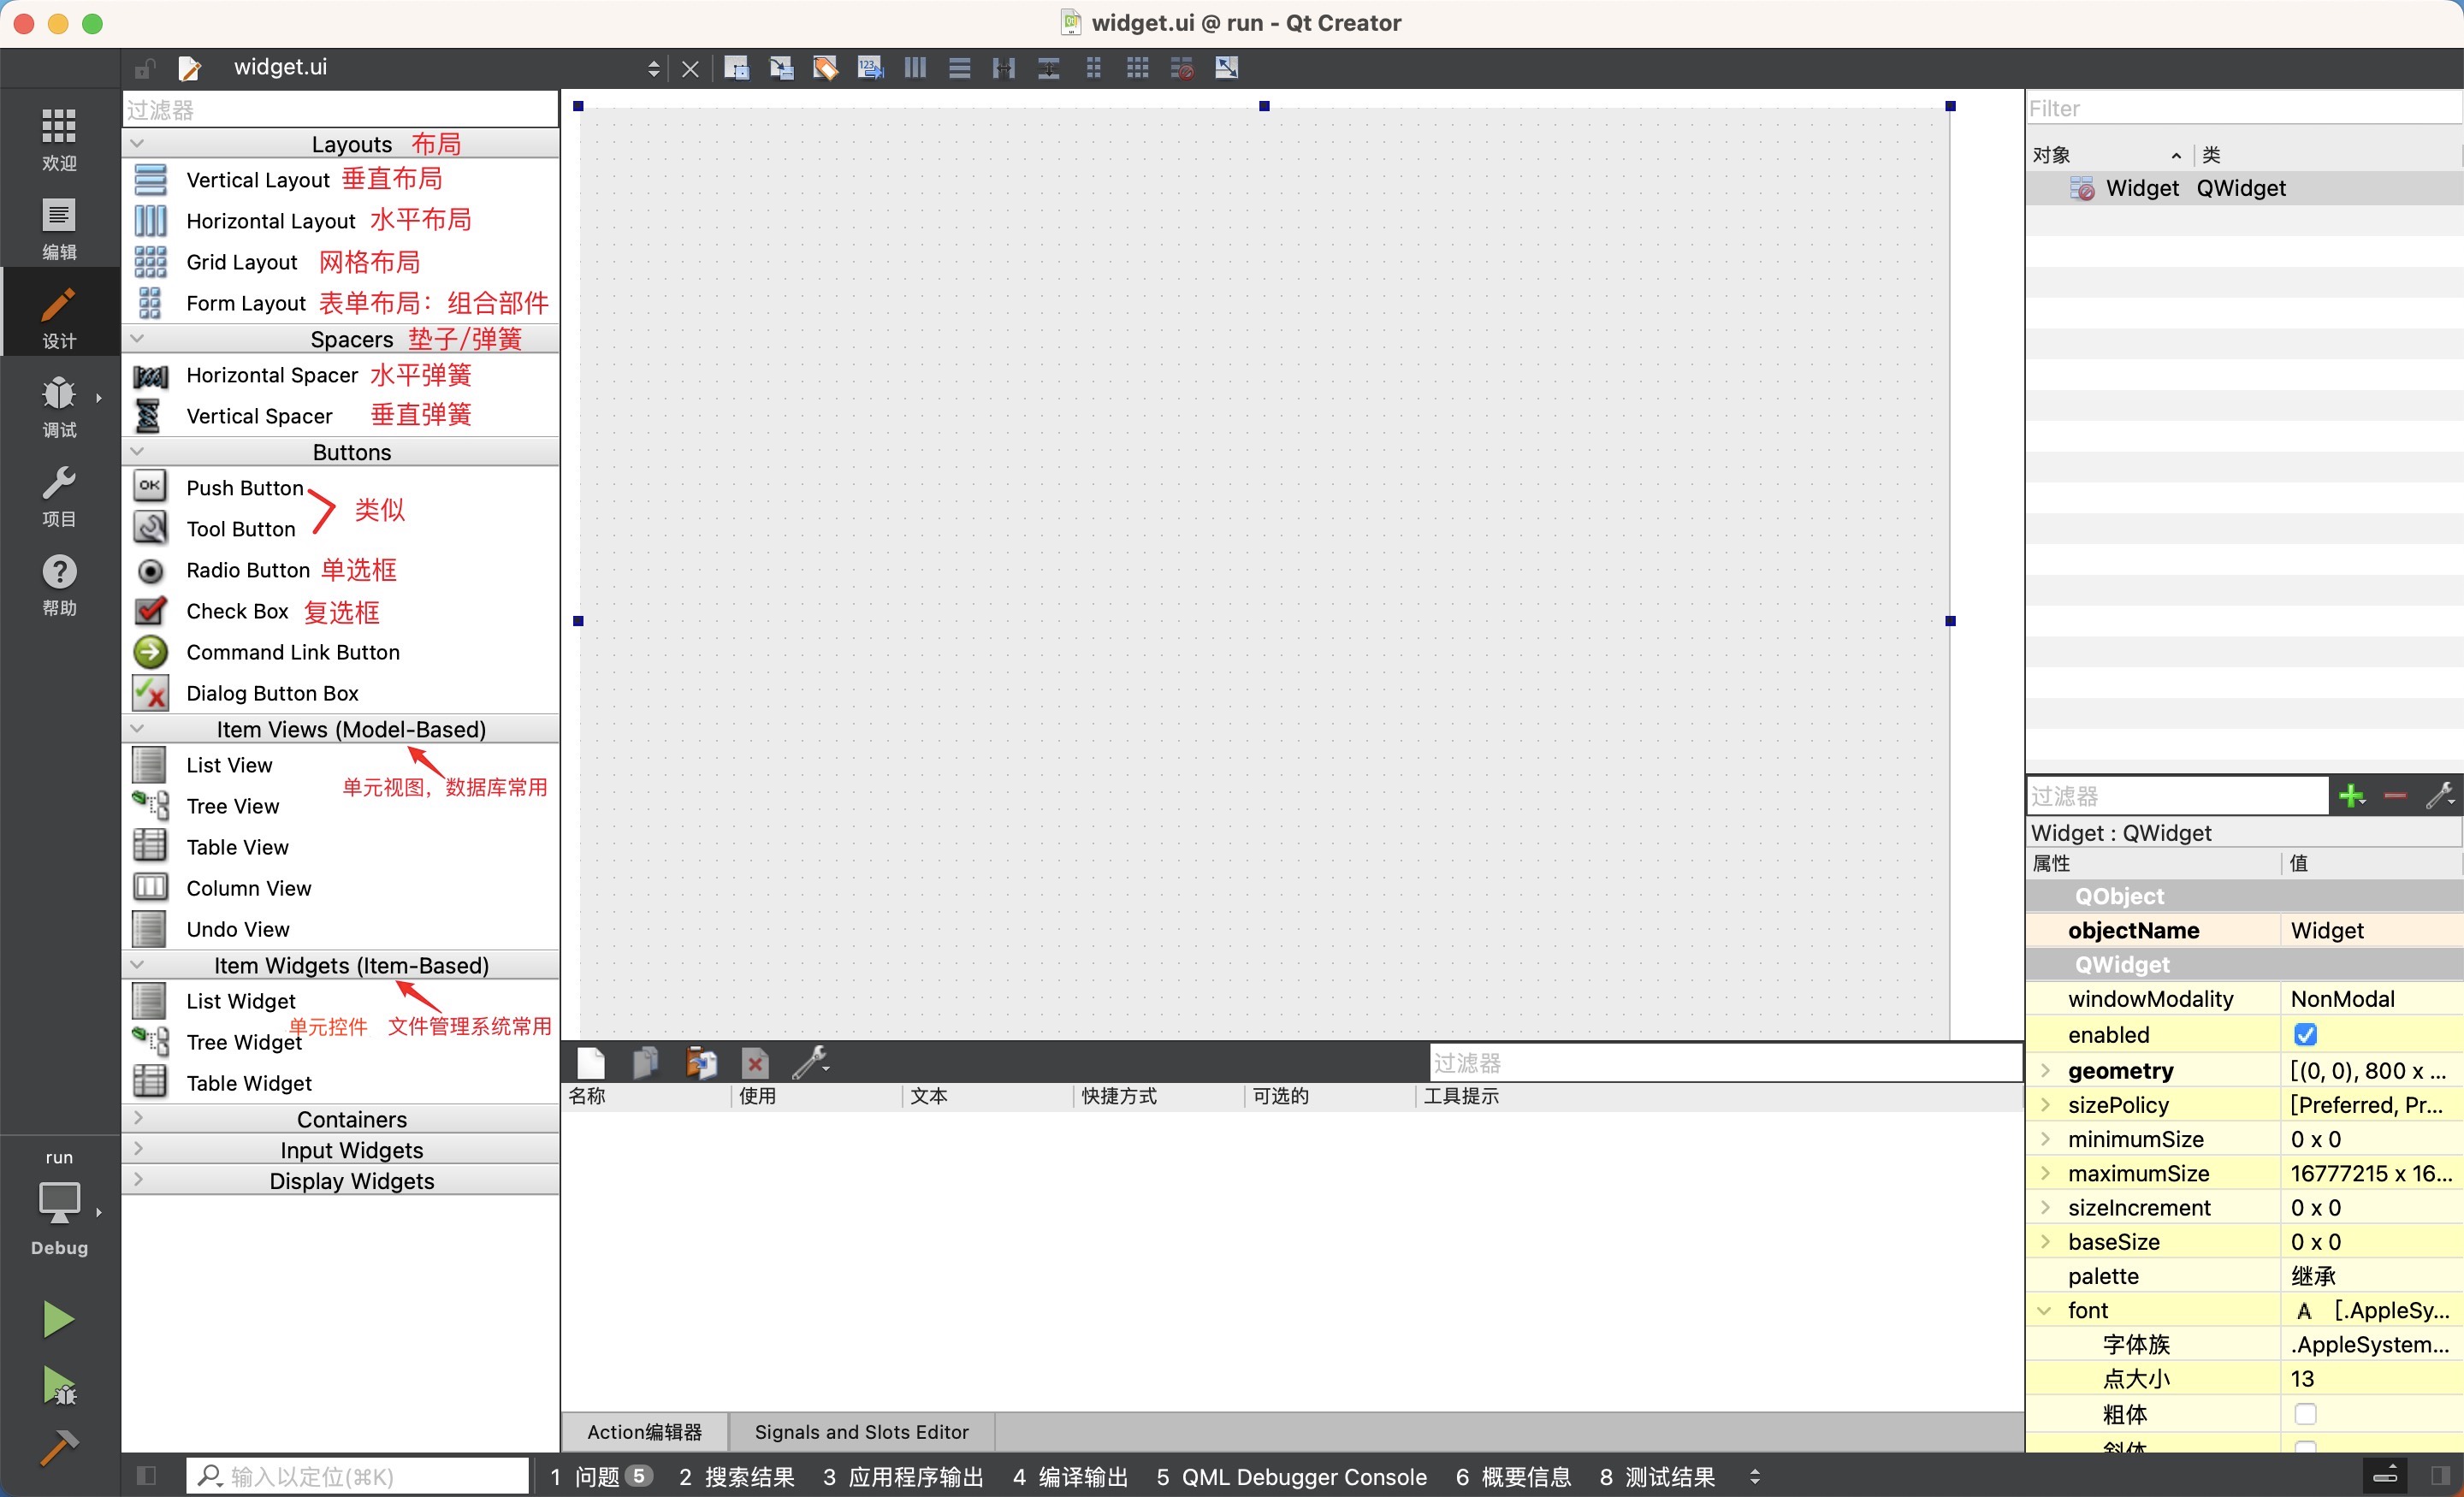 widget.ui @ run - Qt Creator
widget.ui
欢迎
编辑
设计
调试
项目
帮助
run
Debug
过滤器
Layouts 布局
Vertical Layout 垂直布局
Horizontal Layout 水平布局
Grid Layout 网格布局
Form Layout 表单布局：组合部件
Spacers 垫子/弹簧
Horizontal Spacer 水平弹簧
Vertical Spacer 垂直弹簧
Buttons
OK Push Button
类似
Tool Button
Radio Button 单选框
Check Box 复选框
Command Link Button
Dialog Button Box
Item Views (Model-Based)
List View
单元视图，数据库常用
Tree View
Table View
Column View
Undo View
Item Widgets (Item-Based)
List Widget
单元控件 文件管理系统常用
Tree Widget
Table Widget
Containers
Input Widgets
Display Widgets
过滤器
名称 使用 文本 快捷方式 可选的 工具提示
Action编辑器 Signals and Slots Editor
Filter
对象 类
Widget QWidget
过滤器
Widget : QWidget
属性 值
QObject
objectName Widget
QWidget
windowModality NonModal
enabled
geometry [(0, 0), 800 x ...
sizePolicy [Preferred, Pr...
minimumSize 0 x 0
maximumSize 16777215 x 16...
sizeIncrement 0 x 0
baseSize 0 x 0
palette 继承
font A [.AppleSy...
字体族 .AppleSystem...
点大小 13
粗体
斜体
输入以定位(⌘K) 1 问题 5 2 搜索结果 3 应用程序输出 4 编译输出 5 QML Debugger Console 6 概要信息 8 测试结果